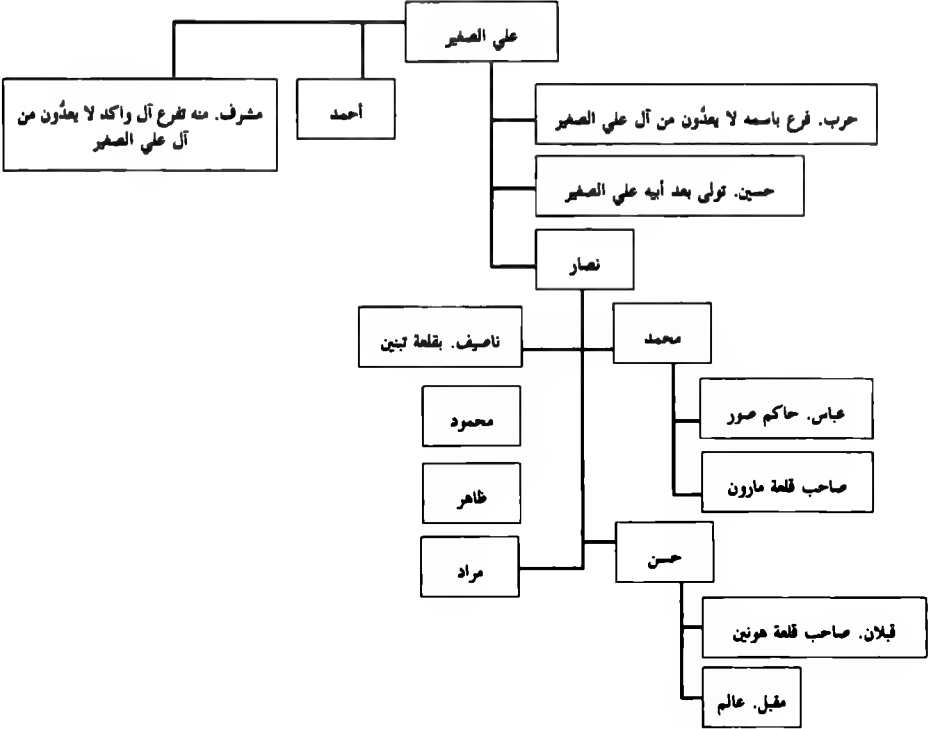 علي الصغير
مشرف. منه تفرع آل واكد لا يعدُّون من
آل علي الصغير
أحمد
حرب. فرع باسمه لا يعدُّون من آل علي الصغير
حسين. تولى بعد أبيه علي الصغير
نصار
ناصيف. بقلعة تبنين
محمد
محمود
عباس. حاكم صور
ظاهر
صاحب قلعة مارون
مراد
حسن
قبلان. صاحب قلعة هونين
مقبل. عالم